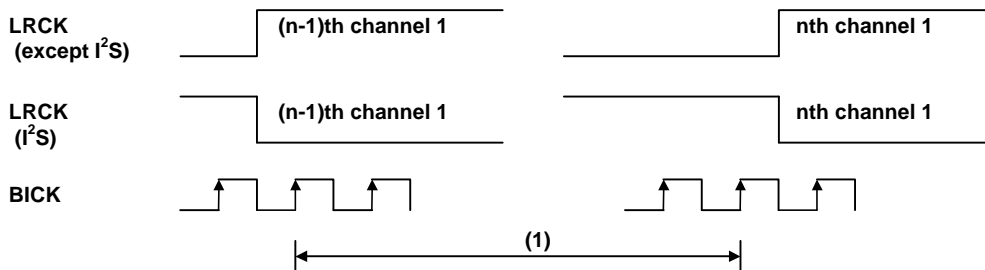 LRCK (n-1)th channel 1 nth channel 1
(except I²S)
LRCK (n-1)th channel 1 nth channel 1
(I²S)
BICK
(1)